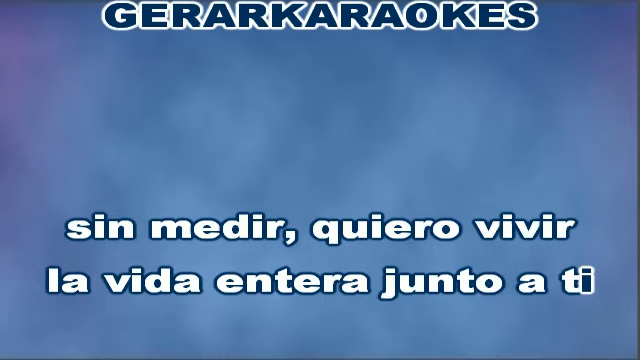 GERARKARAOKES
sin medir, quiero vivir
la vida entera junto a ti